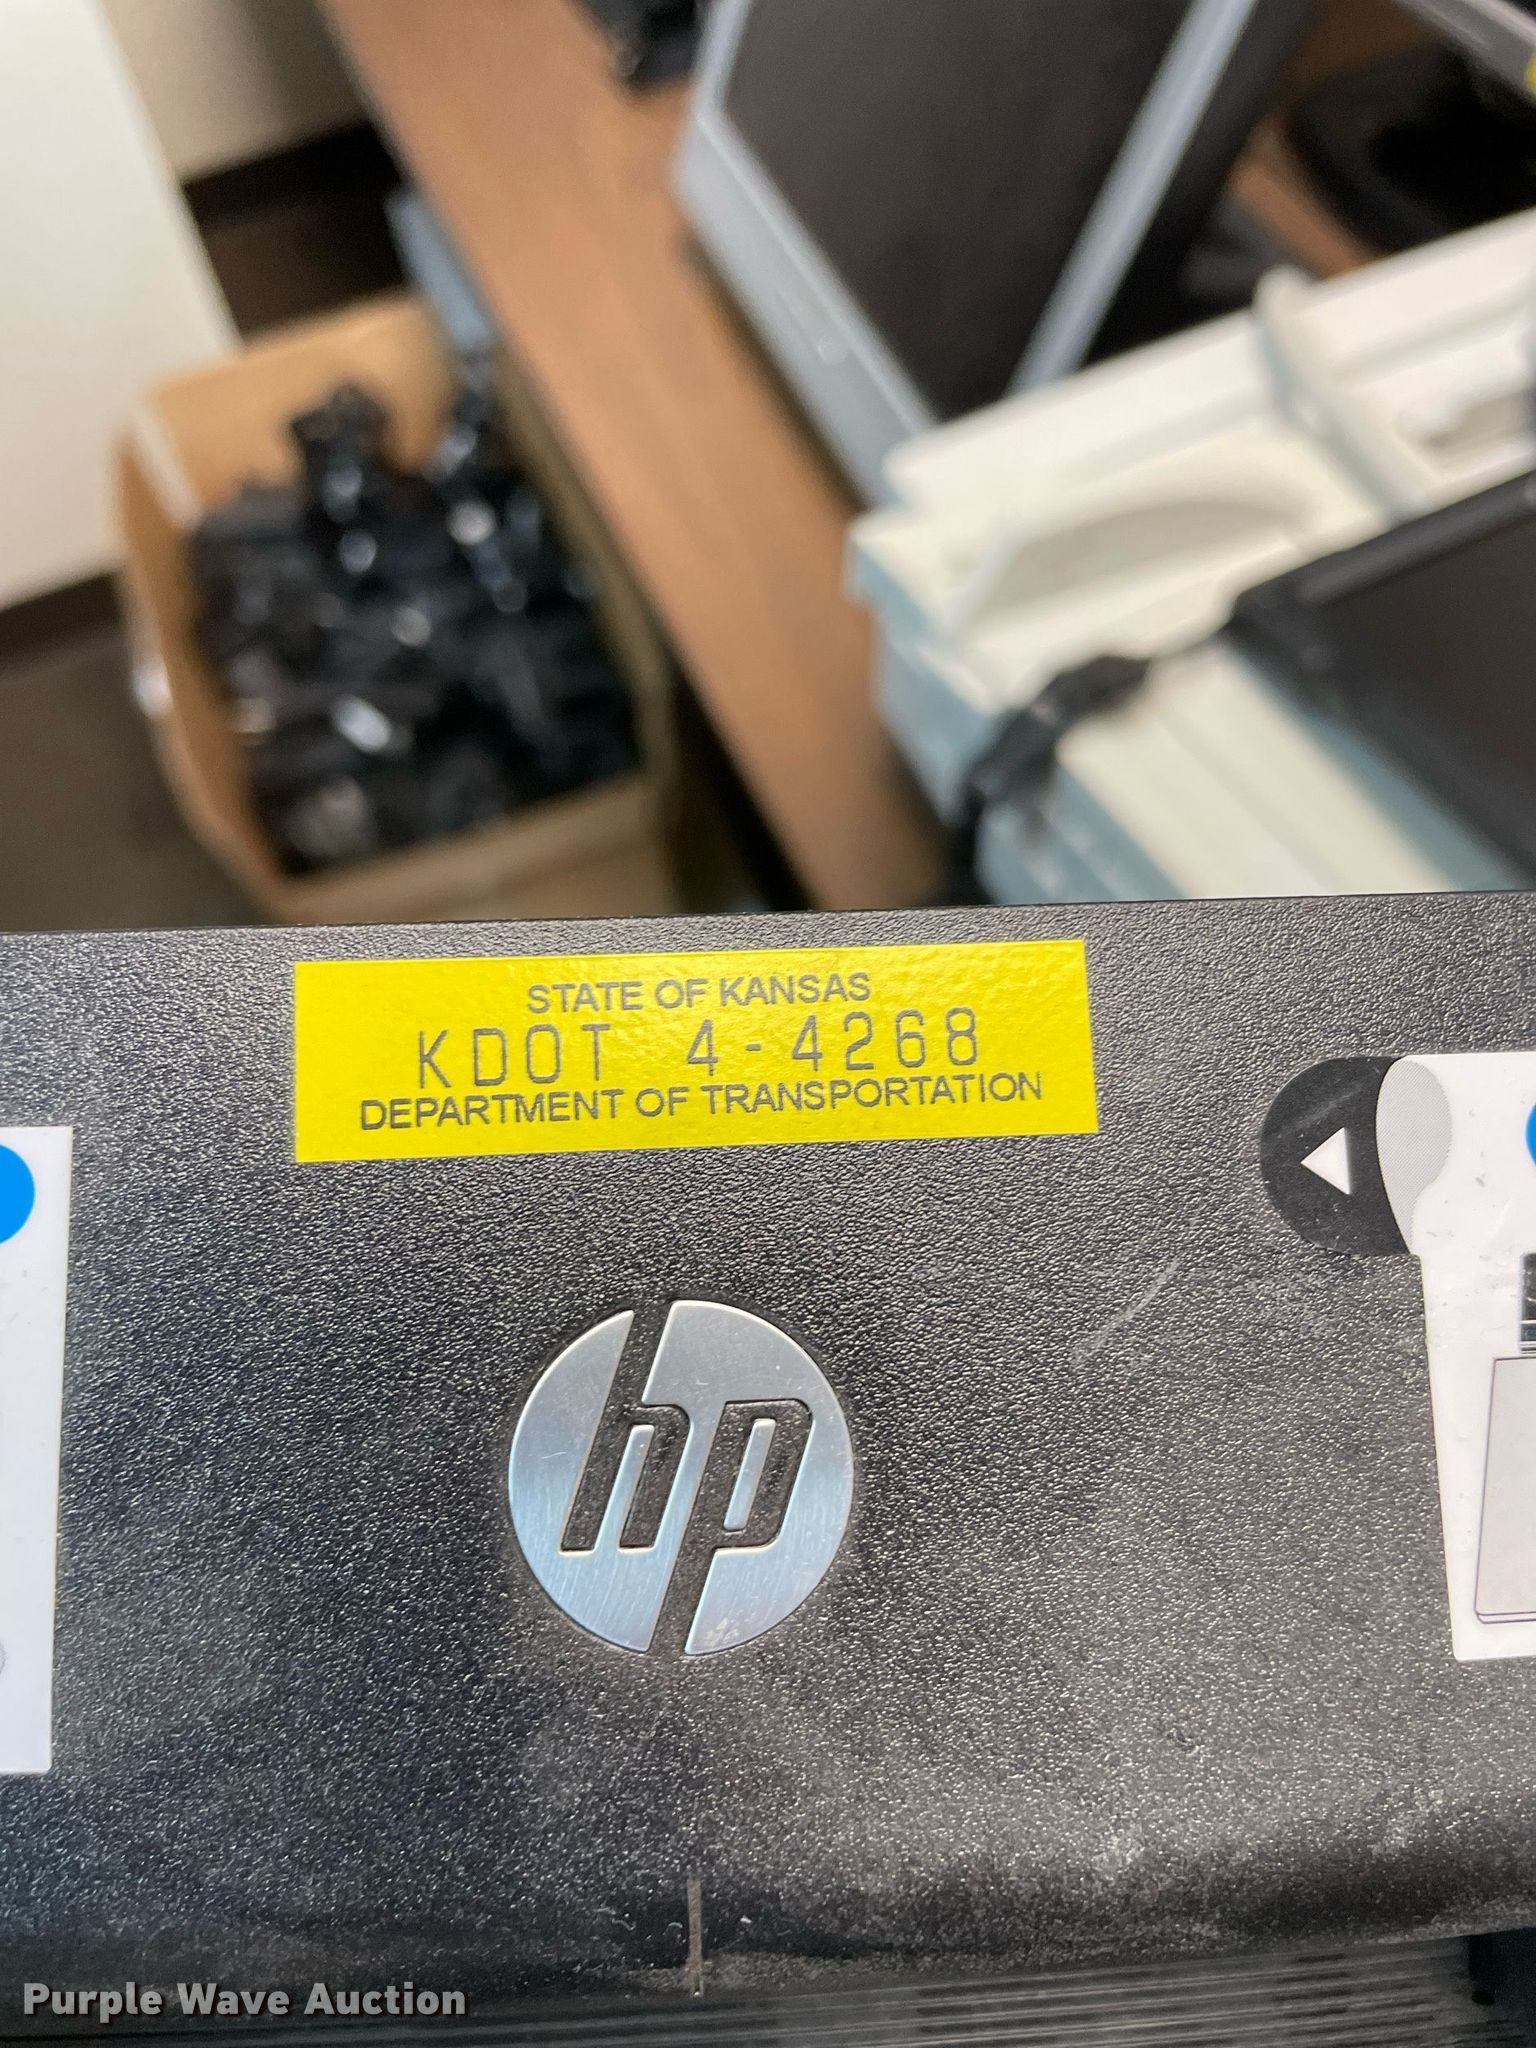 STATE OF KANSAS
KDOT 4-4268
DEPARTMENT OF TRANSPORTATION
hp
Purple Wave Auction